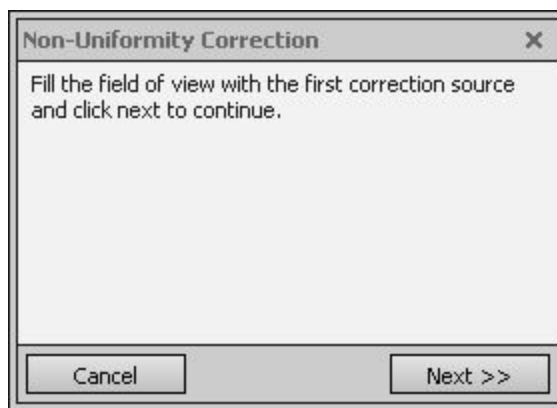 Non-Uniformity Correction
Fill the field of view with the first correction source
and click next to continue.
Cancel
Next >>